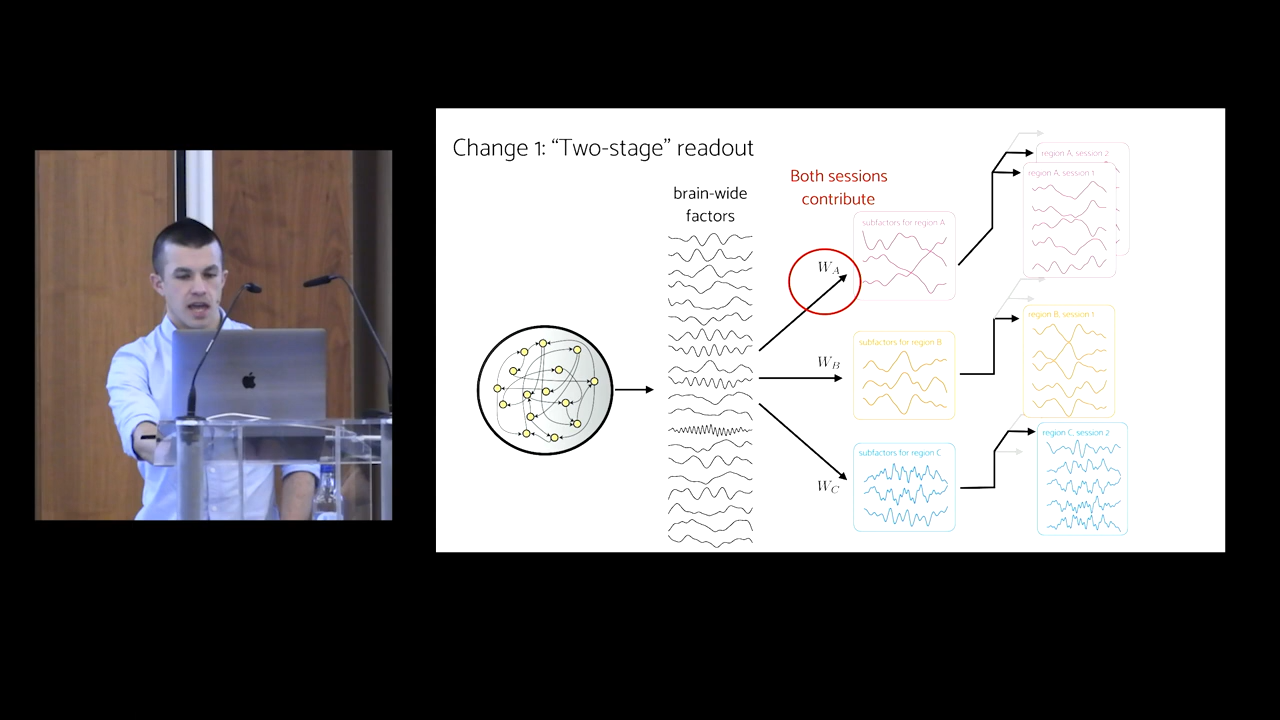 Change 1: “Two-stage” readout
brain-wide
factors
Both sessions
contribute
W_A
W_B
W_C
subfactors for region A
subfactors for region B
subfactors for region C
region A, session 2
region A, session 1
region B, session 1
region C, session 2